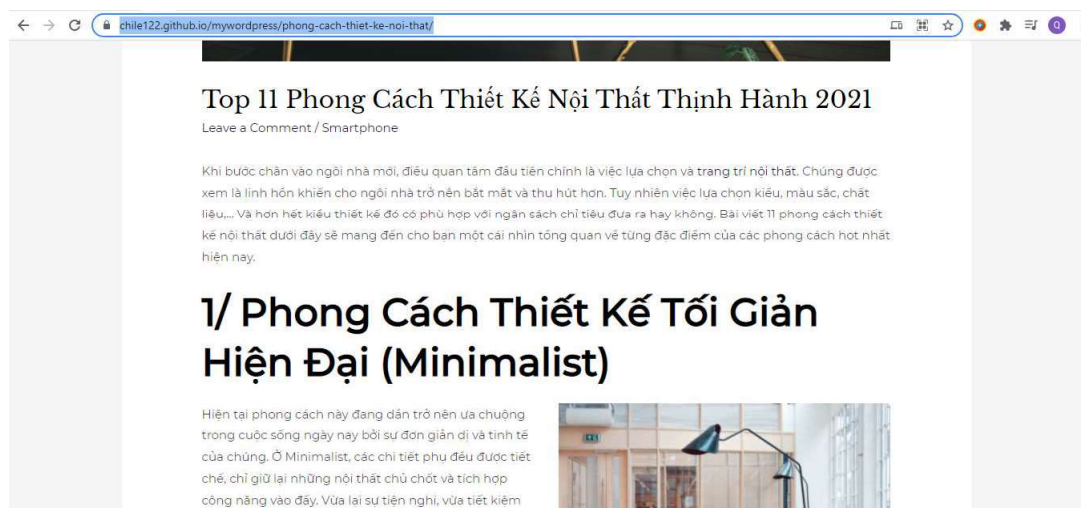 chile122.github.io/mywordpress/phong-cach-thiet-ke-noi-that/
Q
Top 11 Phong Cách Thiết Kế Nội Thất Thịnh Hành 2021
Leave a Comment / Smartphone
Khi bước chân vào ngôi nhà mới, điều quan tâm đầu tiên chính là việc lựa chọn và trang trí nội thất. Chúng được
xem là linh hồn khiến cho ngôi nhà trở nên bắt mắt và thu hút hơn. Tuy nhiên việc lựa chọn kiểu, màu sắc, chất
liệu,... Và hơn hết kiểu thiết kế đó có phù hợp với ngân sách chi tiêu đưa ra hay không. Bài viết 11 phong cách thiết
kế nội thất dưới đây sẽ mang đến cho bạn một cái nhìn tổng quan về từng đặc điểm của các phong cách hot nhất
hiện nay.
1/ Phong Cách Thiết Kế Tối Giản
Hiện Đại (Minimalist)
Hiện tại phong cách này đang dần trở nên ưa chuộng
trong cuộc sống ngày nay bởi sự đơn giản dị và tinh tế
của chúng. Ở Minimalist, các chi tiết phụ đều được tiết
chế, chỉ giữ lại những nội thất chủ chốt và tích hợp
công năng vào đấy. Vừa lại sự tiện nghi, vừa tiết kiệm